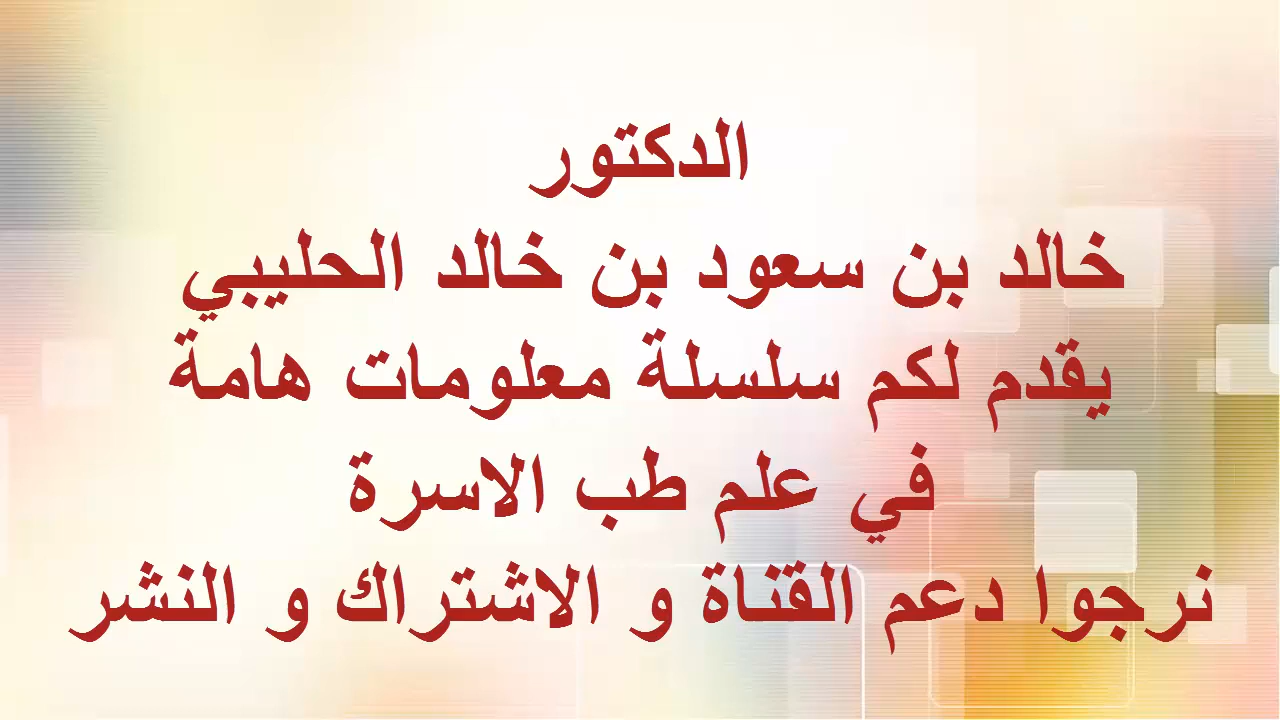 الدكتور
خالد بن سعود بن خالد الحليبي
يقدم لكم سلسلة معلومات هامة
في علم طب الاسرة
نرجوا دعم القناة و الاشتراك و النشر